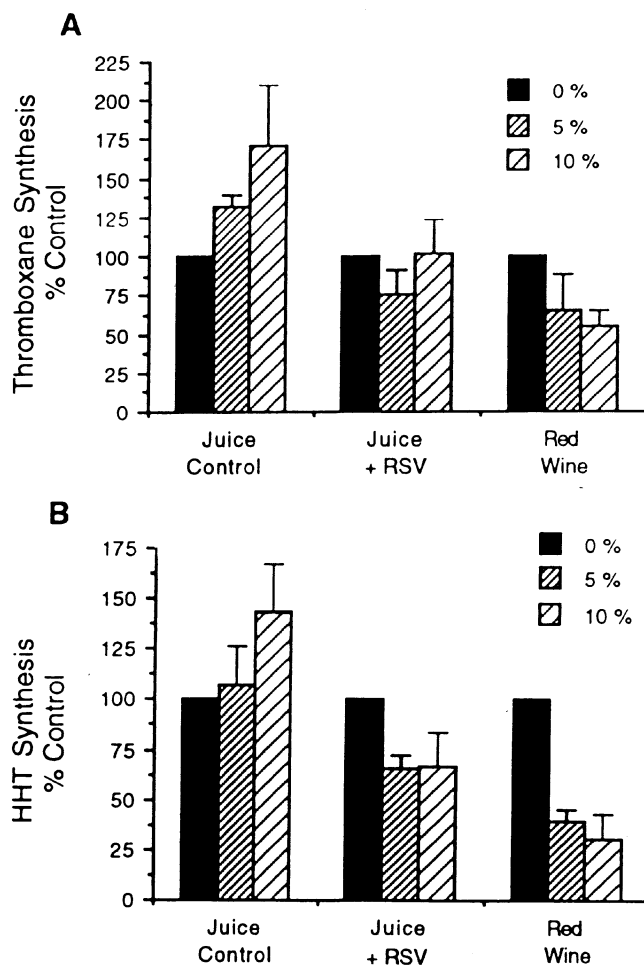 A
Thromboxane Synthesis
% Control
225
200
175
150
125
100
75
50
25
0
0 %
5 %
10 %
Juice
Control
Juice
+ RSV
Red
Wine
B
HHT Synthesis
% Control
175
150
125
100
75
50
25
0
0 %
5 %
10 %
Juice
Control
Juice
+ RSV
Red
Wine